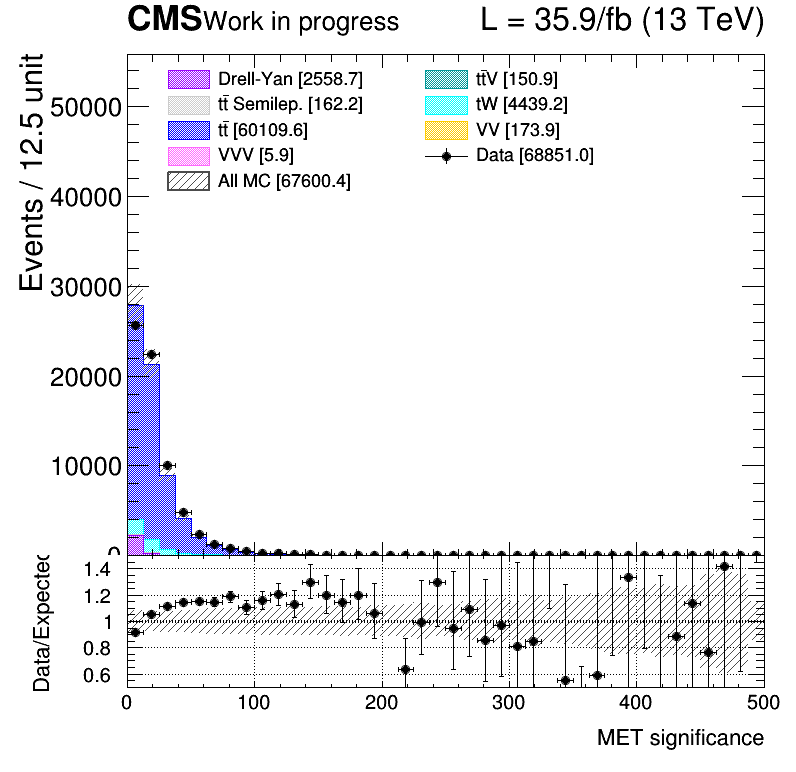 CMS Work in progress L = 35.9/fb (13 TeV)
Events / 12.5 unit
Drell-Yan [2558.7]
tt̄ Semilep. [162.2]
tt̄ [60109.6]
VVV [5.9]
All MC [67600.4]
tt̄V [150.9]
tW [4439.2]
VV [173.9]
Data [68851.0]
50000
40000
30000
20000
10000
0
Data/Expected
1.4
1.2
1
0.8
0.6
0 100 200 300 400 500
MET significance